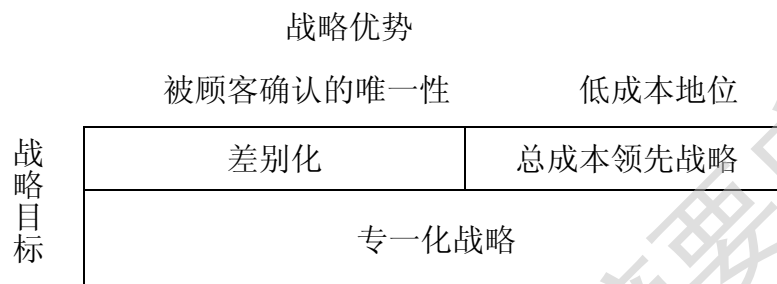 战略优势
被顾客确认的唯一性 低成本地位
战略目标
差别化 总成本领先战略
专一化战略